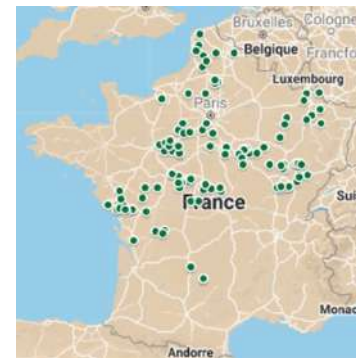 Bruxelles
Cologne
Belgique
Francfo
Luxembourg
Paris
France
Sui
Monac
Andorre